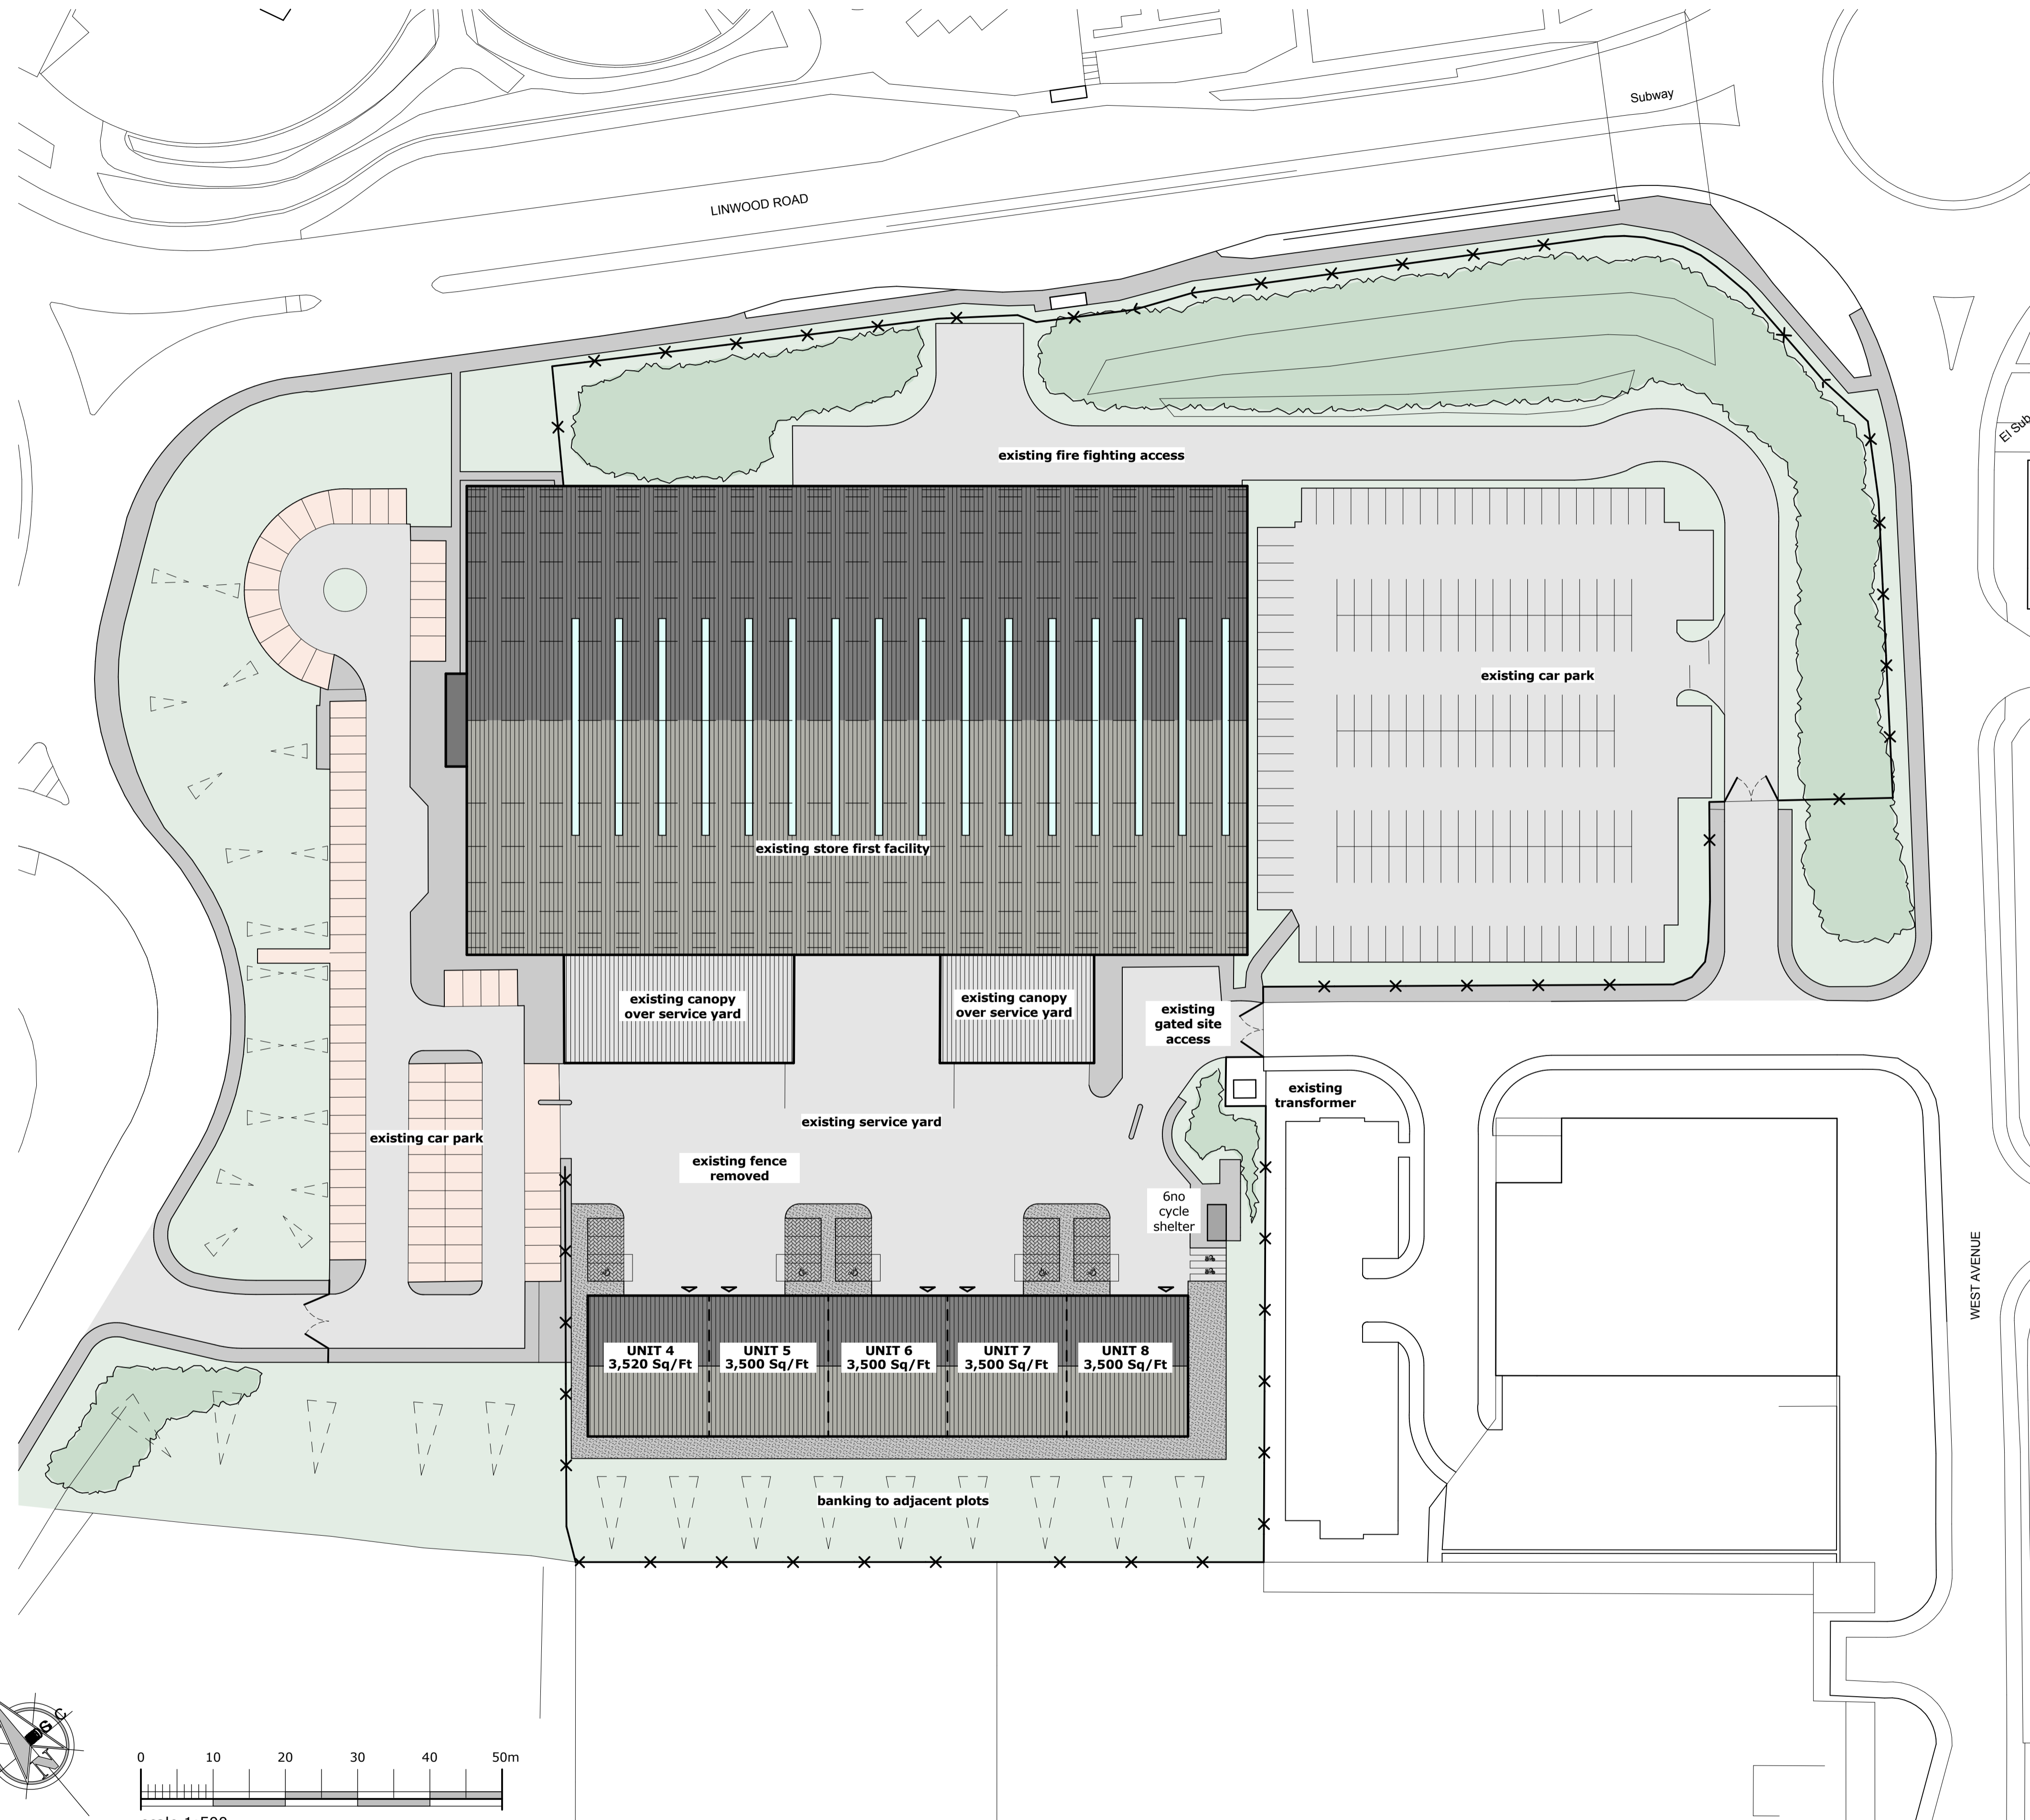 Subway
LINWOOD ROAD
El Sub
existing fire fighting access
existing car park
existing store first facility
existing canopy
over service yard
existing canopy
over service yard
existing
gated site
access
existing
transformer
existing service yard
existing car park
existing fence
removed
6no
cycle
shelter
WEST AVENUE
UNIT 4
3,520 Sq/Ft
UNIT 5
3,500 Sq/Ft
UNIT 6
3,500 Sq/Ft
UNIT 7
3,500 Sq/Ft
UNIT 8
3,500 Sq/Ft
banking to adjacent plots
0 10 20 30 40 50m